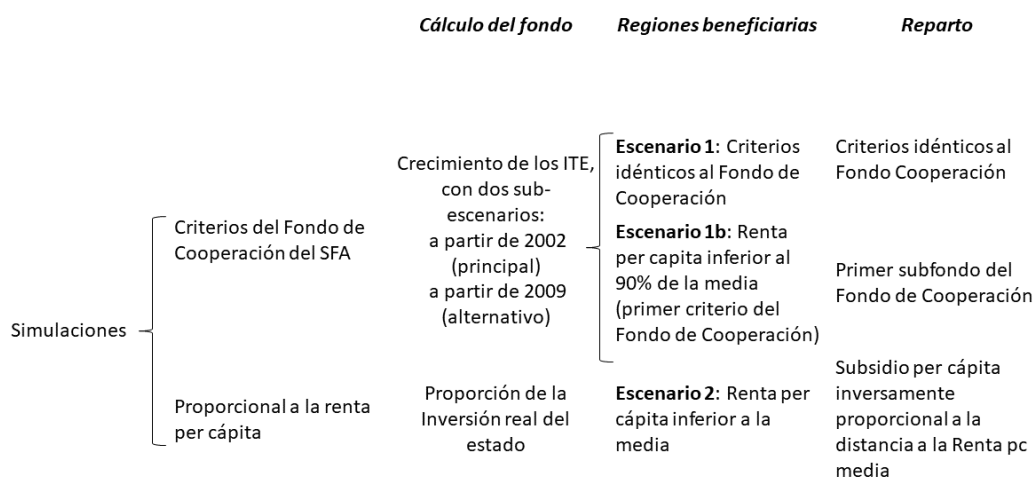 Cálculo del fondo
Regiones beneficiarias
Reparto
Simulaciones
Criterios del Fondo de
Cooperación del SFA
Crecimiento de los ITE,
con dos sub-
escenarios:
a partir de 2002
(principal)
a partir de 2009
(alternativo)
Escenario 1: Criterios
idénticos al Fondo de
Cooperación
Criterios idénticos al
Fondo Cooperación
Escenario 1b: Renta
per capita inferior al
90% de la media
(primer criterio del
Fondo de Cooperación)
Primer subfondo del
Fondo de Cooperación
Proporcional a la renta
per cápita
Proporción de la
Inversión real del
estado
Escenario 2: Renta per
cápita inferior a la
media
Subsidio per cápita
inversamente
proporcional a la
distancia a la Renta pc
media